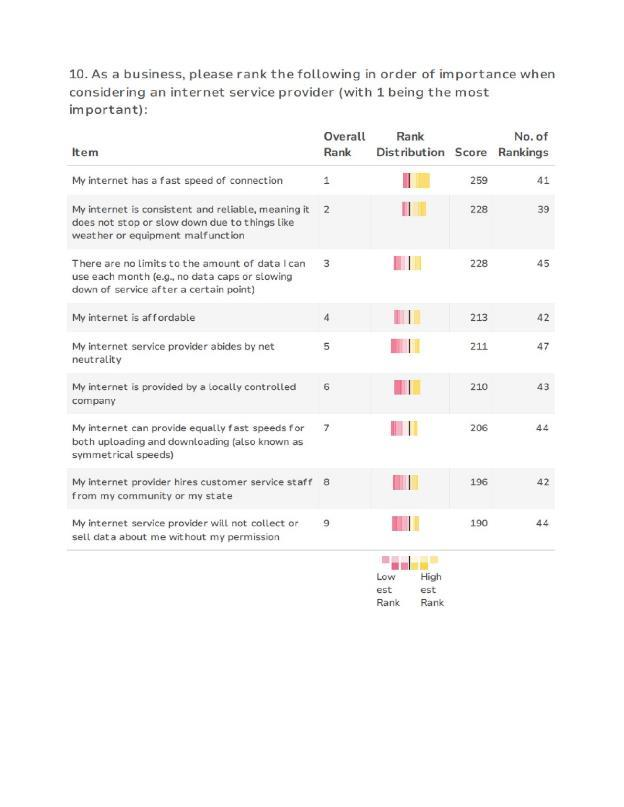 10. As a business, please rank the following in order of importance when
considering an internet service provider (with 1 being the most
important):
Overall Rank No. of
Item Rank Distribution Score Rankings
My internet has a fast speed of connection 1 259 41
My internet is consistent and reliable, meaning it 2 228 39
does not stop or slow down due to things like
weather or equipment malfunction
There are no limits to the amount of data I can 3 228 45
use each month (e.g., no data caps or slowing
down of service after a certain point)
My internet is affordable 4 213 42
My internet service provider abides by net 5 211 47
neutrality
My internet is provided by a locally controlled 6 210 43
company
My internet can provide equally fast speeds for 7 206 44
both uploading and downloading (also known as
symmetrical speeds)
My internet provider hires customer service staff 8 196 42
from my community or my state
My internet service provider will not collect or 9 190 44
sell data about me without my permission
Low High
est est
Rank Rank